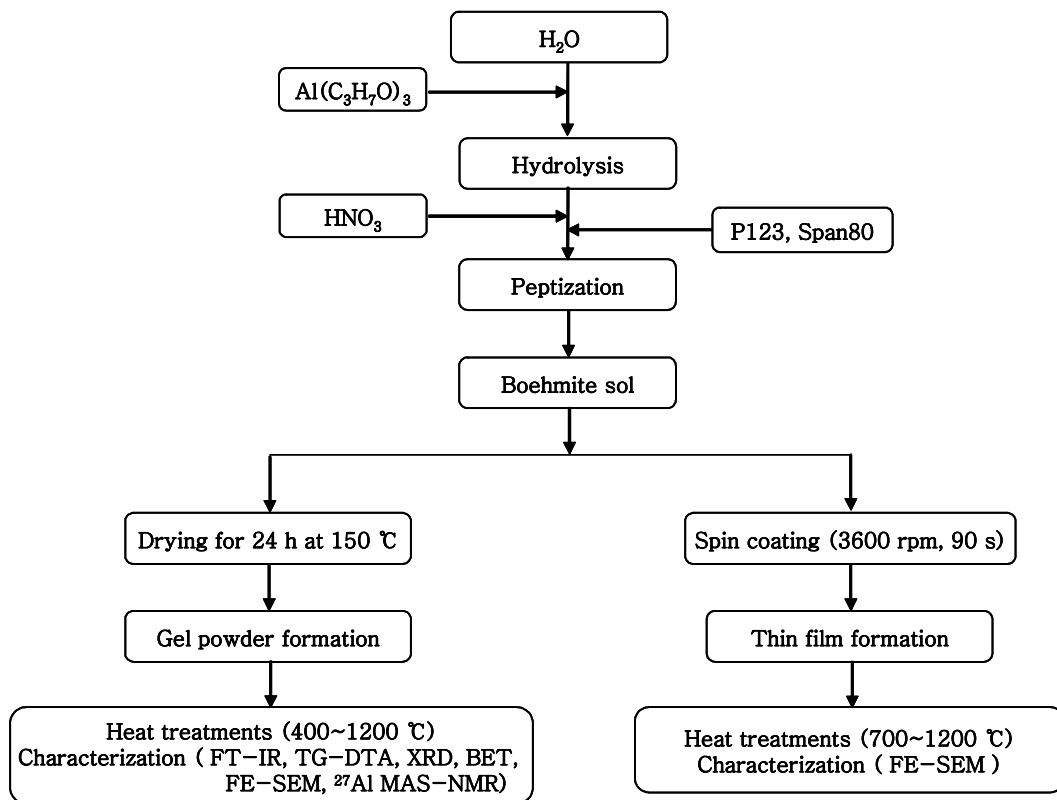 H₂O
Al(C₃H₇O)₃
Hydrolysis
HNO₃
P123, Span80
Peptization
Boehmite sol
Drying for 24 h at 150 ℃
Spin coating (3600 rpm, 90 s)
Gel powder formation
Thin film formation
Heat treatments (400~1200 ℃)
Characterization ( FT-IR, TG-DTA, XRD, BET,
FE-SEM, ²⁷Al MAS-NMR)
Heat treatments (700~1200 ℃)
Characterization ( FE-SEM )